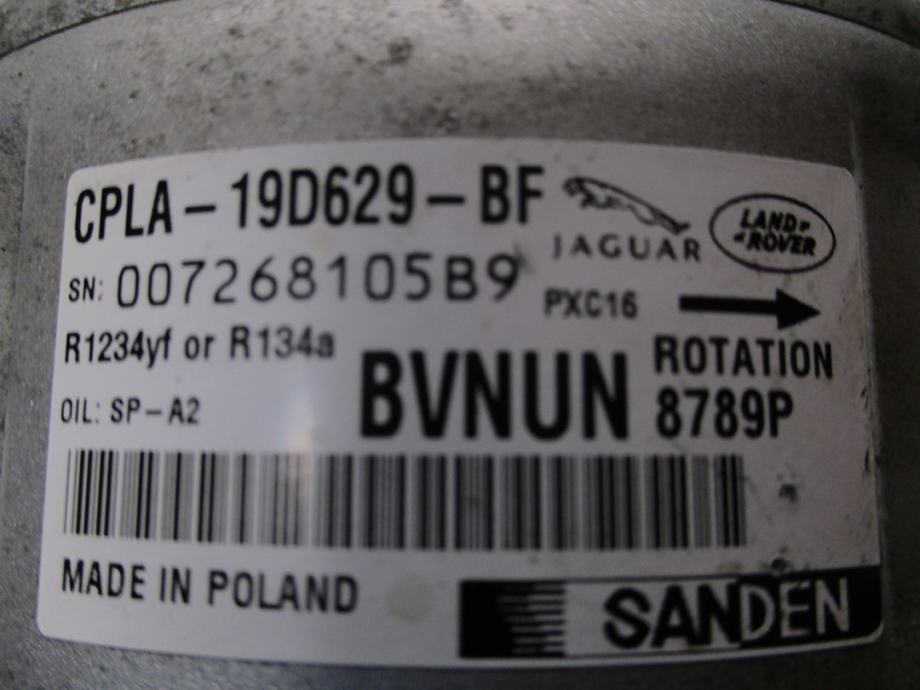 CPLA-19D629-BF JAGUAR LAND ROVER
SN: 007268105B9 PXC16
R1234yf or R134a BVNUN ROTATION
OIL: SP-A2 8789P
MADE IN POLAND SANDEN